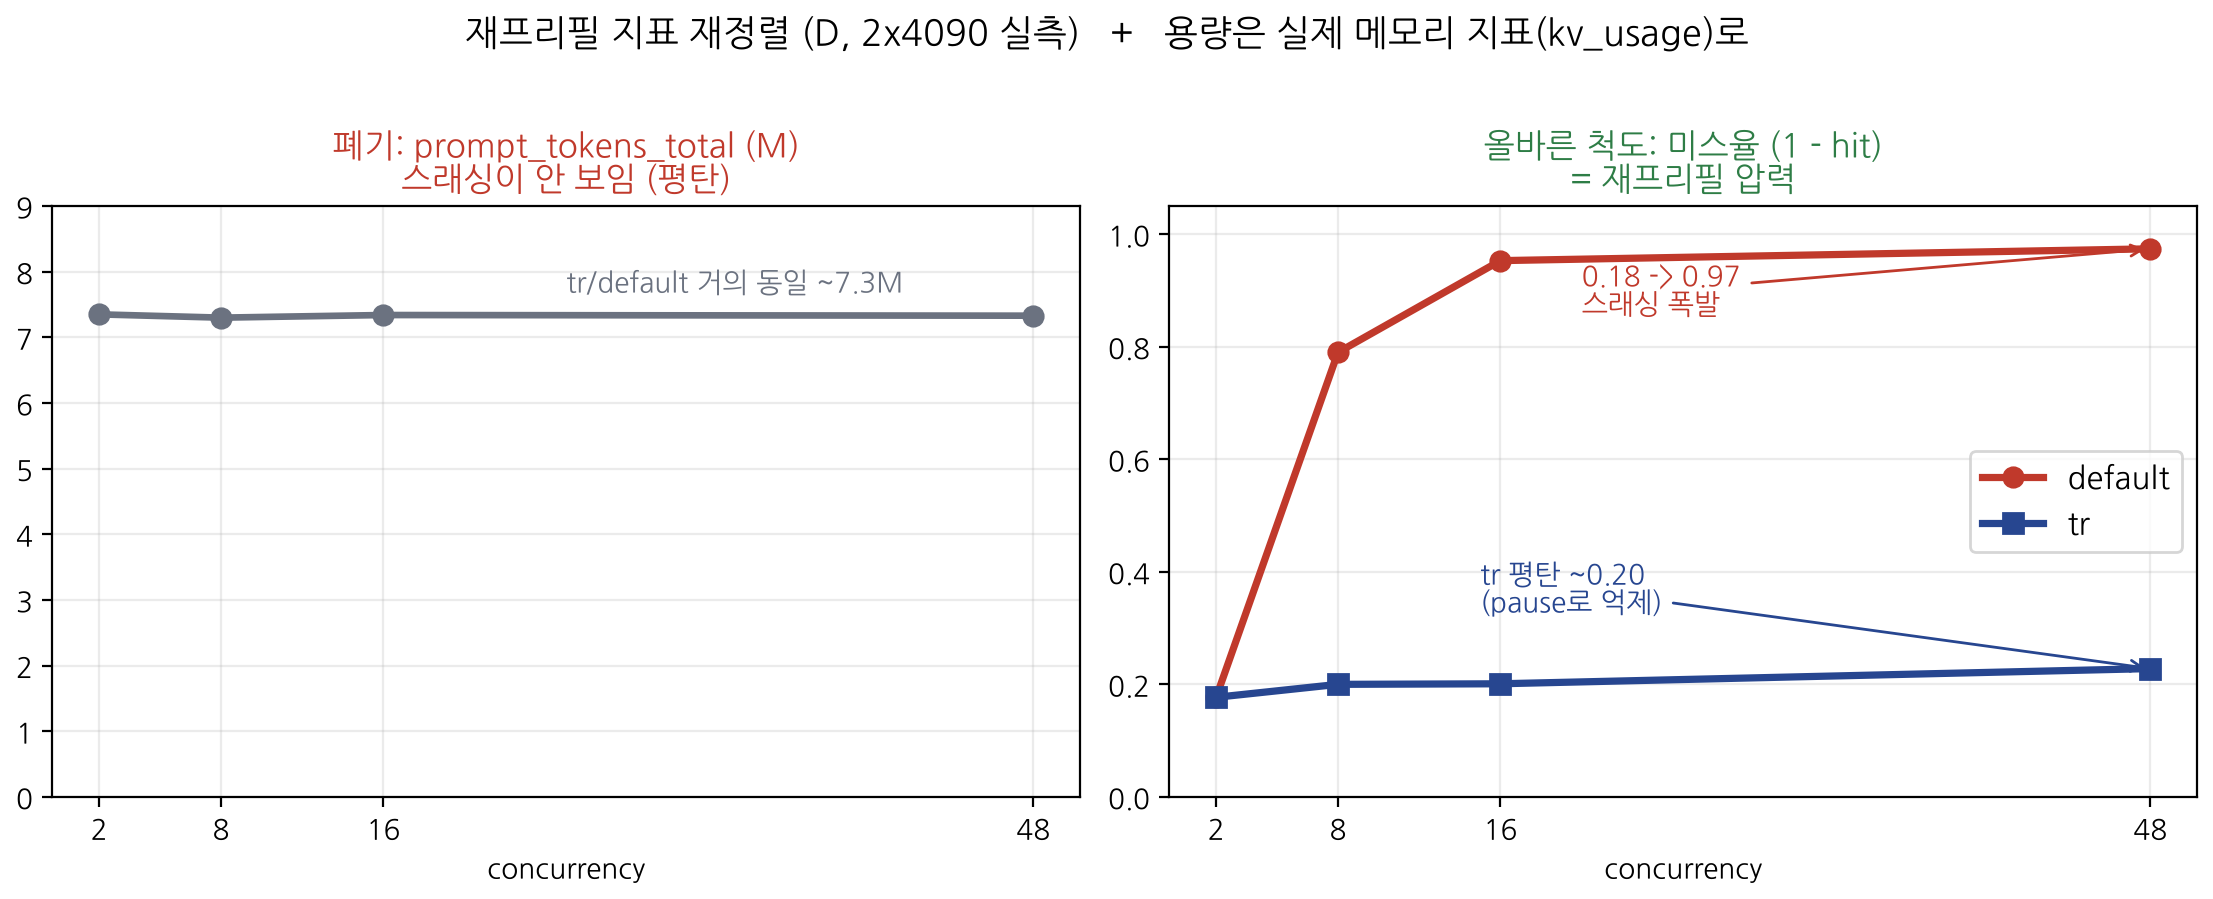 재프리필 지표 재정렬 (D, 2x4090 실측)   +   용량은 실제 메모리 지표(kv_usage)로
폐기: prompt_tokens_total (M)
스래싱이 안 보임 (평탄)
9
8
7
6
5
4
3
2
1
0
tr/default 거의 동일 ~7.3M
2 8 16 48
concurrency
올바른 척도: 미스율 (1 - hit)
= 재프리필 압력
1.0
0.8
0.6
0.4
0.2
0.0
0.18 -> 0.97
스래싱 폭발
default
tr
tr 평탄 ~0.20
(pause로 억제)
2 8 16 48
concurrency